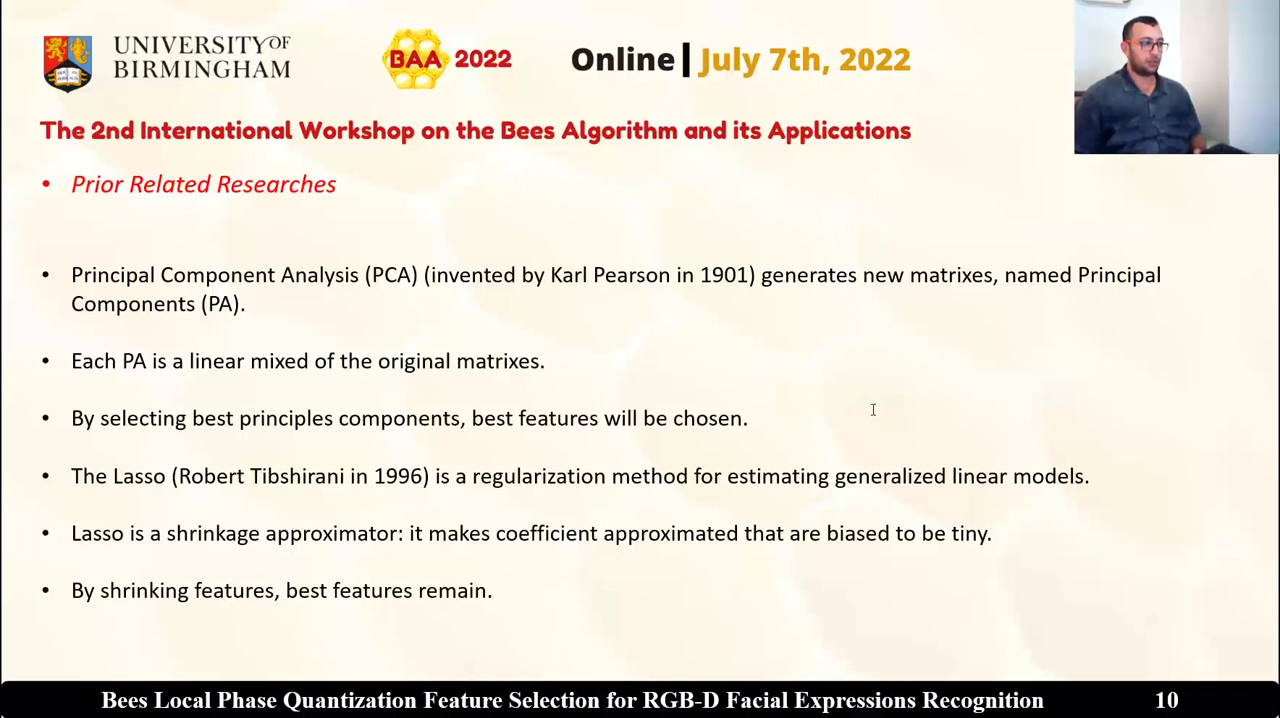 UNIVERSITY OF
BIRMINGHAM
BAA 2022
Online | July 7th, 2022
The 2nd International Workshop on the Bees Algorithm and its Applications
• Prior Related Researches
• Principal Component Analysis (PCA) (invented by Karl Pearson in 1901) generates new matrixes, named Principal
Components (PA).
• Each PA is a linear mixed of the original matrixes.
• By selecting best principles components, best features will be chosen.
• The Lasso (Robert Tibshirani in 1996) is a regularization method for estimating generalized linear models.
• Lasso is a shrinkage approximator: it makes coefficient approximated that are biased to be tiny.
• By shrinking features, best features remain.
Bees Local Phase Quantization Feature Selection for RGB-D Facial Expressions Recognition 10